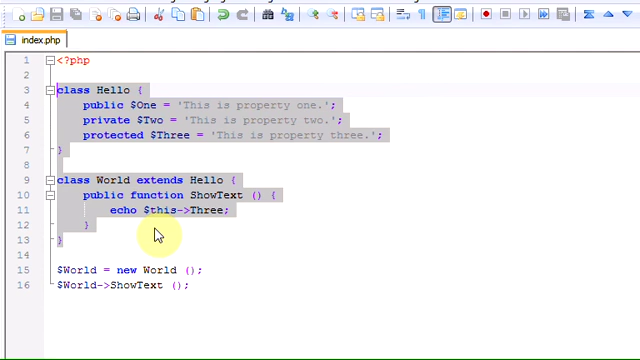 index.php
1 <?php
2
3 class Hello {
4 public $One = 'This is property one.';
5 private $Two = 'This is property two.';
6 protected $Three = 'This is property three.';
7 }
8
9 class World extends Hello {
10 public function ShowText () {
11 echo $this->Three;
12 }
13 }
14
15 $World = new World ();
16 $World->ShowText ();